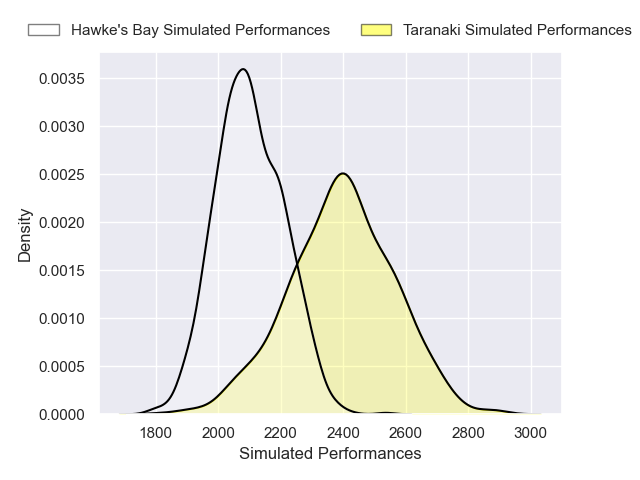 Hawke's Bay Simulated Performances
Taranaki Simulated Performances
0.0035
0.0030
0.0025
0.0020
0.0015
0.0010
0.0005
0.0000
Density
1800 2000 2200 2400 2600 2800 3000
Simulated Performances